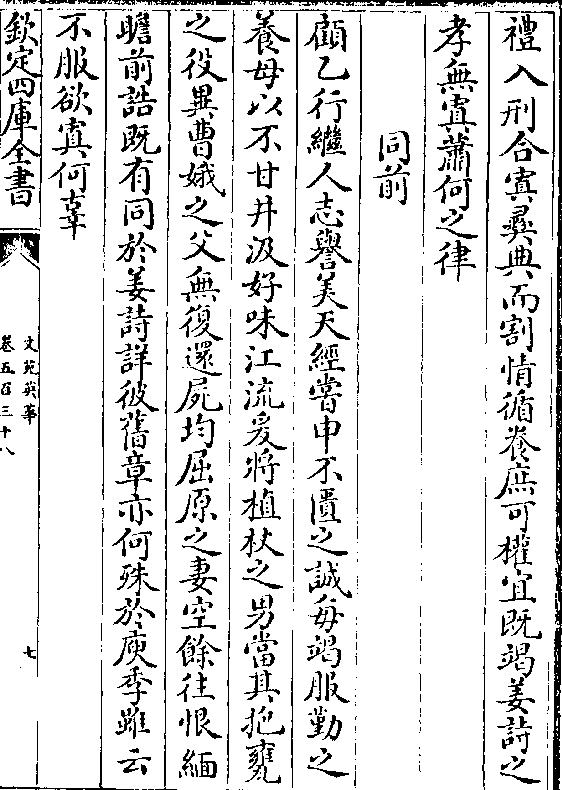 禮入刑合寘彞典而割情循養庶可權宜既竭姜詩之
孝無寘蕭何之律
同前
顧乙行繼人志譽美天經嘗申不匱之誠每竭服勤之
養母以不甘井汲好味江流爰將植杖之男當其抱甕
之役異曹娥之父無復還屍均屈原之妻空餘往恨緬
瞻前誥既有同於姜詩詳彼舊章亦何殊於庾季雖云
不服欲寘何辜
欽定四庫全書
文苑英華
卷五百三十八
七